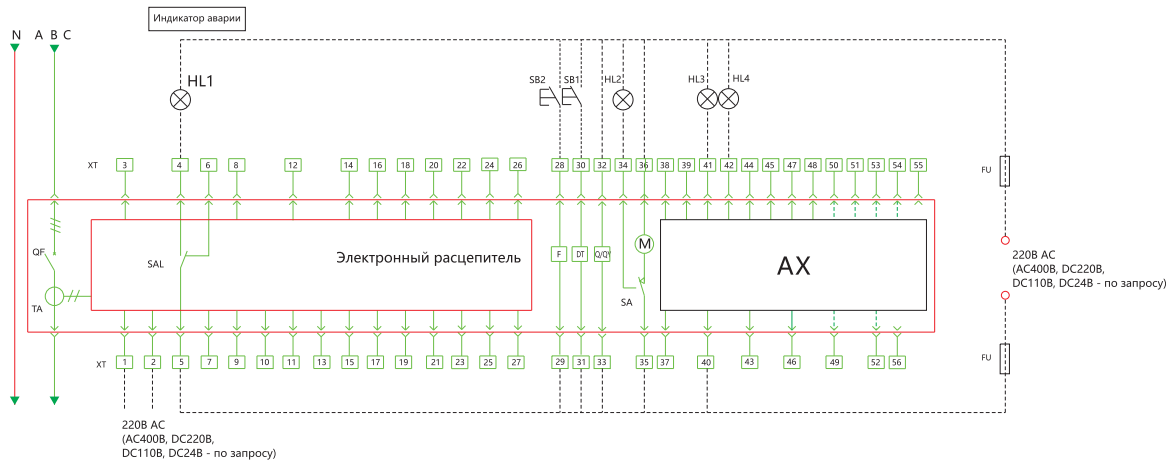 Индикатор аварии
N A B C
HL1
SB2 SB1 HL2 HL3 HL4
XT 3 4 6 8 12 14 16 18 20 22 24 26 28 30 32 34 36 38 39 41 42 44 45 47 48 50 51 53 54 55
FU
QF
SAL
Электронный расцепитель
F DT Q/QY M
AX
220В AC
(AC400В, DC220В,
DC110В, DC24В - по запросу)
TA
SA
XT 1 2 5 7 9 10 11 13 15 17 19 21 23 25 27 29 31 33 35 37 40 43 46 49 52 56
FU
220В AC
(AC400В, DC220В,
DC110В, DC24В - по запросу)